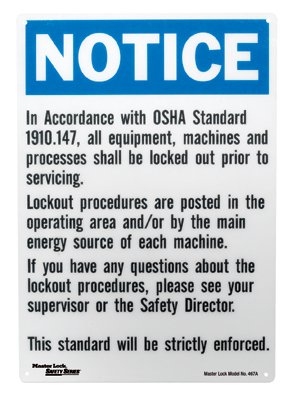 NOTICE
In Accordance with OSHA Standard
1910.147, all equipment, machines and
processes shall be locked out prior to
servicing.
Lockout procedures are posted in the
operating area and/or by the main
energy source of each machine.
If you have any questions about the
lockout procedures, please see your
supervisor or the Safety Director.
This standard will be strictly enforced.
Master Lock
SAFETY SERIES
Master Lock Model No. 467A